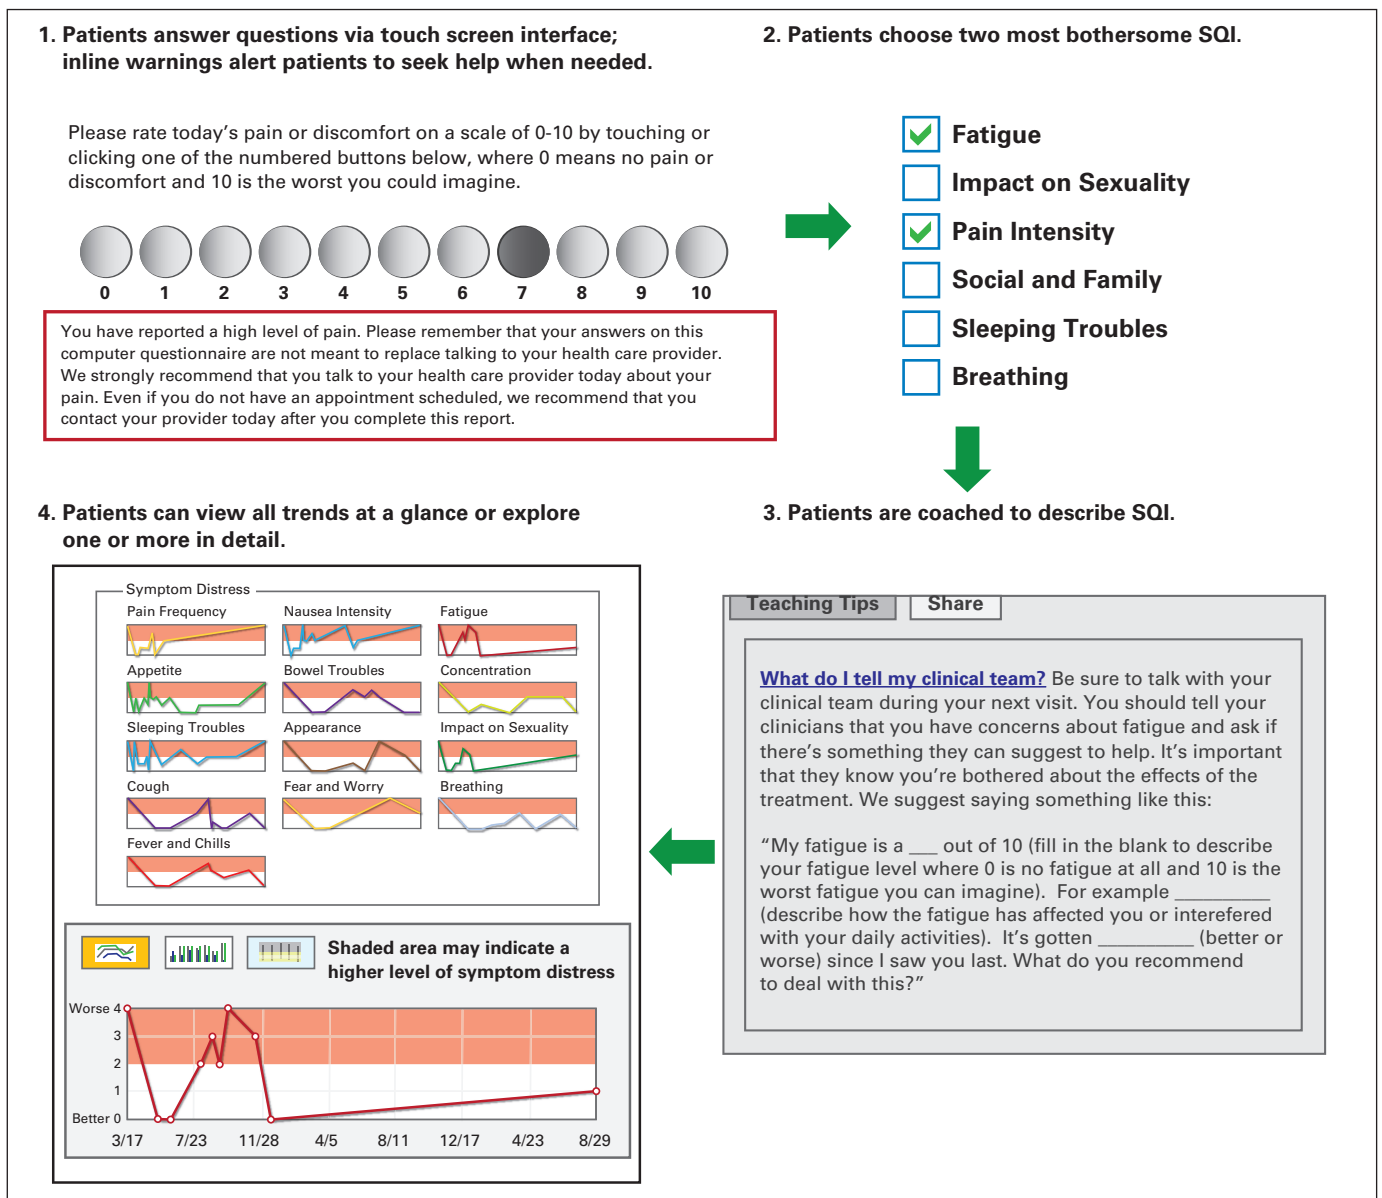 1. Patients answer questions via touch screen interface;
inline warnings alert patients to seek help when needed.
Please rate today's pain or discomfort on a scale of 0-10 by touching or
clicking one of the numbered buttons below, where 0 means no pain or
discomfort and 10 is the worst you could imagine.
0 1 2 3 4 5 6 7 8 9 10
You have reported a high level of pain. Please remember that your answers on this
computer questionnaire are not meant to replace talking to your health care provider.
We strongly recommend that you talk to your health care provider today about your
pain. Even if you do not have an appointment scheduled, we recommend that you
contact your provider today after you complete this report.
2. Patients choose two most bothersome SQI.
Fatigue
Impact on Sexuality
Pain Intensity
Social and Family
Sleeping Troubles
Breathing
3. Patients are coached to describe SQI.
Teaching Tips Share
What do I tell my clinical team? Be sure to talk with your
clinical team during your next visit. You should tell your
clinicians that you have concerns about fatigue and ask if
there's something they can suggest to help. It's important
that they know you're bothered about the effects of the
treatment. We suggest saying something like this:
“My fatigue is a ___ out of 10 (fill in the blank to describe
your fatigue level where 0 is no fatigue at all and 10 is the
worst fatigue you can imagine). For example __________
(describe how the fatigue has affected you or interefered
with your daily activities). It's gotten __________ (better or
worse) since I saw you last. What do you recommend
to deal with this?”
4. Patients can view all trends at a glance or explore
one or more in detail.
Symptom Distress
Pain Frequency Nausea Intensity Fatigue
Appetite Bowel Troubles Concentration
Sleeping Troubles Appearance Impact on Sexuality
Cough Fear and Worry Breathing
Fever and Chills
Shaded area may indicate a
higher level of symptom distress
Worse 4
3
2
1
Better 0
3/17 7/23 11/28 4/5 8/11 12/17 4/23 8/29